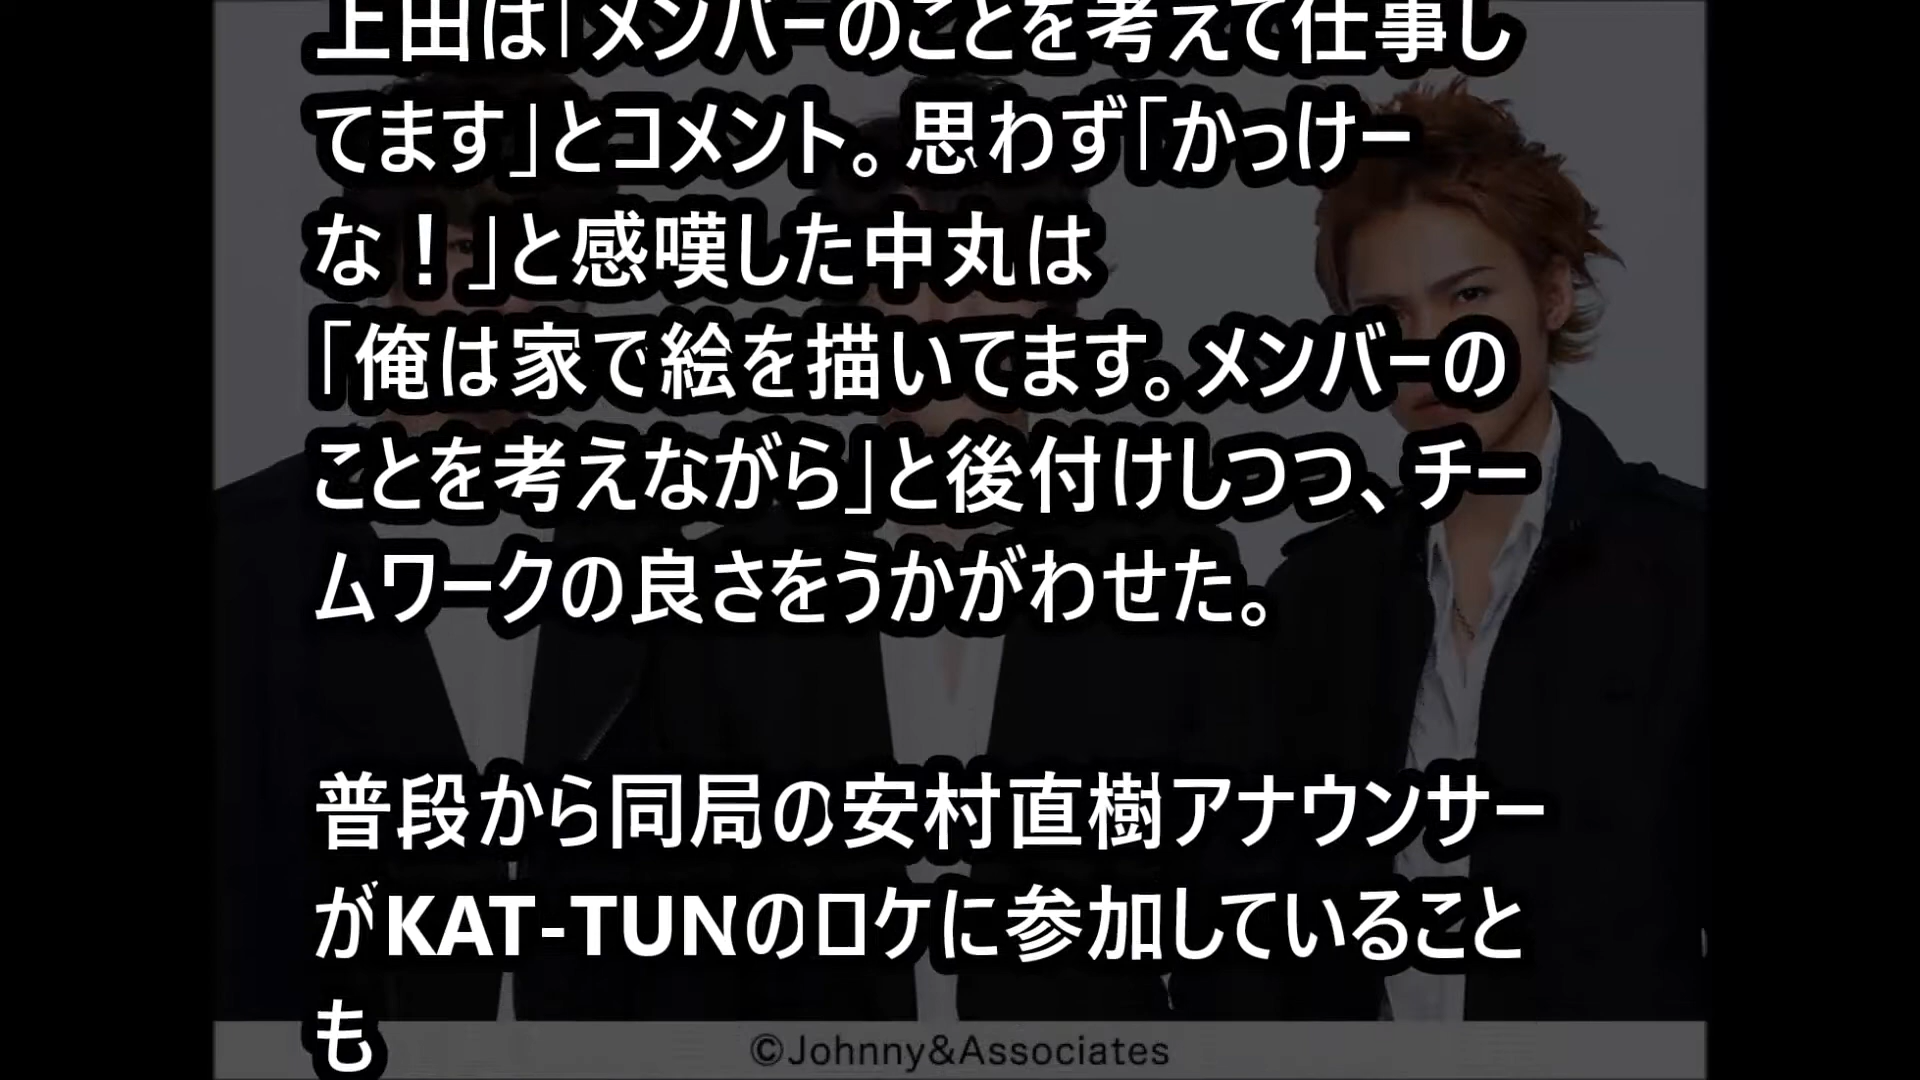 上田は「メンバーのことを考えて仕事し
てます」とコメント。思わず「かっけー
な！」と感嘆した中丸は
「俺は家で絵を描いてます。メンバーの
ことを考えながら」と後付けしつつ、チー
ムワークの良さをうかがわせた。
普段から同局の安村直樹アナウンサー
がKAT-TUNのロケに参加していること
も
©Johnny&Associates